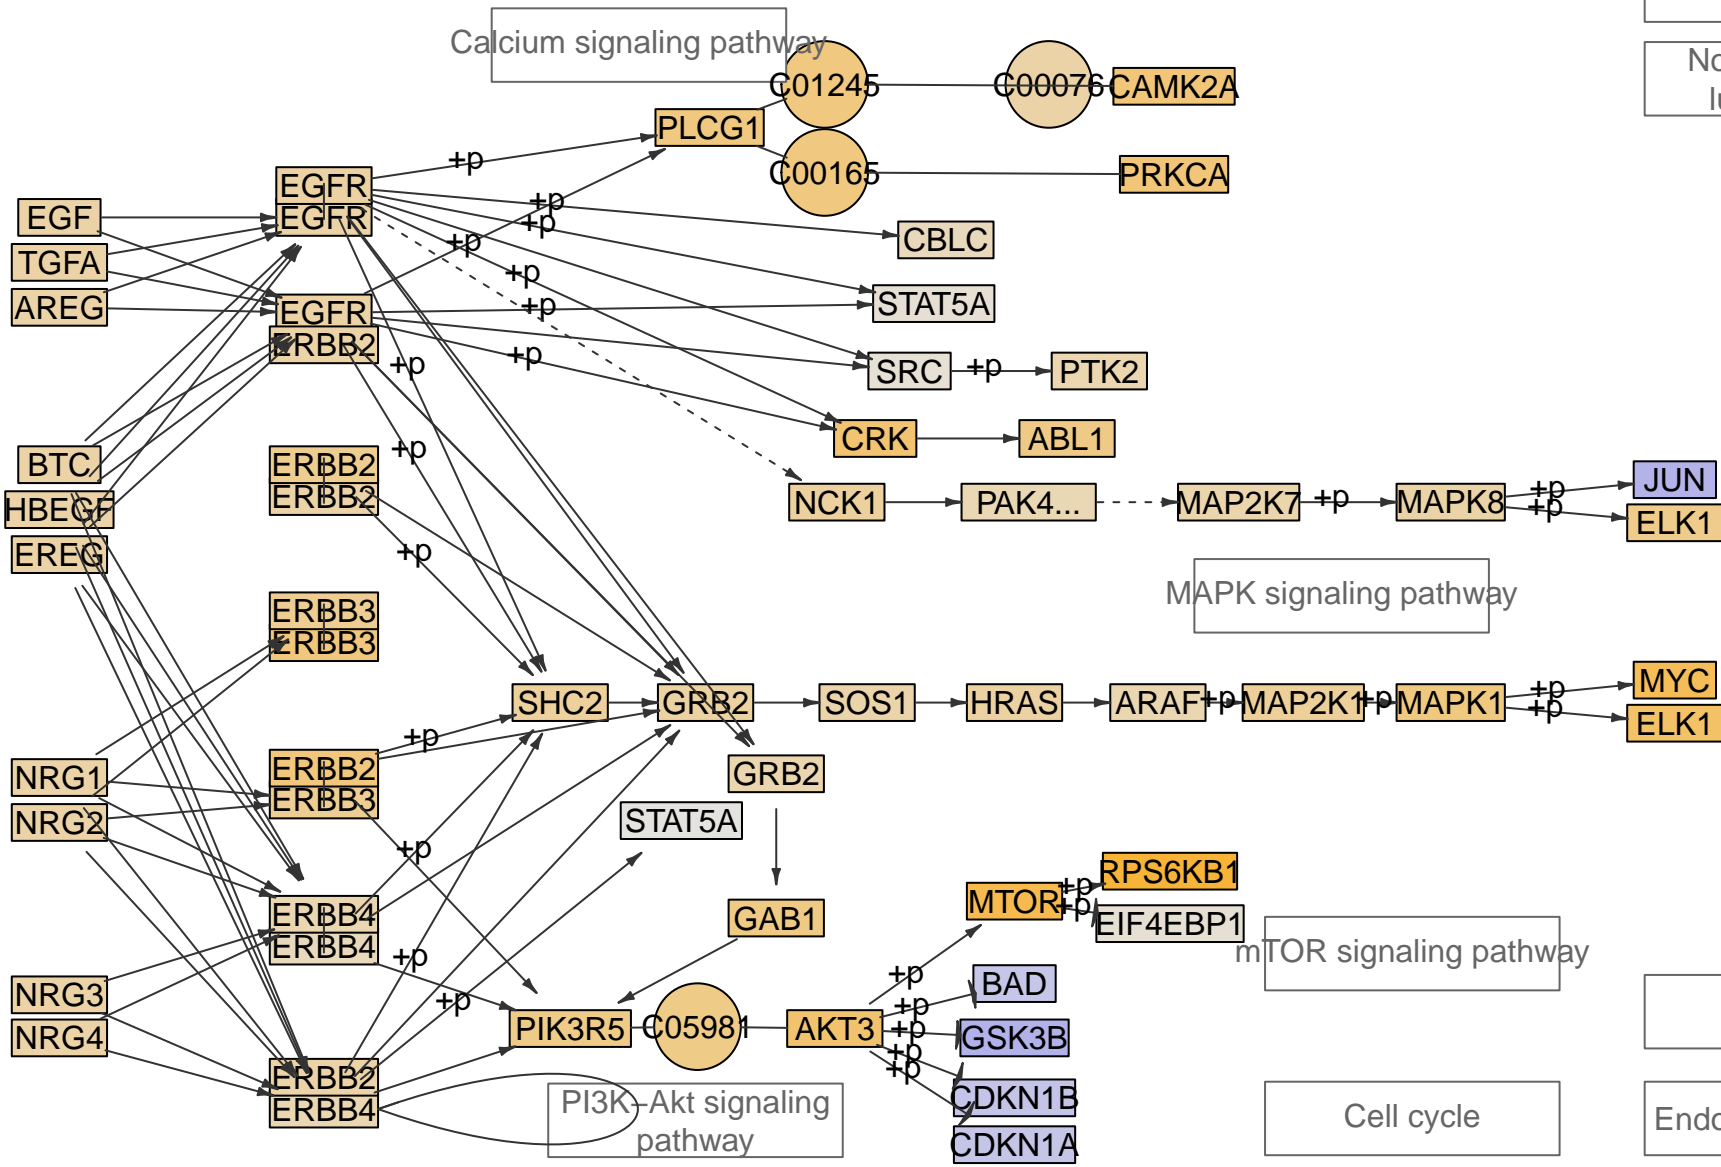 Calcium signaling pathway
C01245
C00076
CAMK2A
PLCG1
C00165
PRKCA
+p
EGFR
EGFR
EGF
TGFA
AREG
+p
+p
+p
CBLC
+p
EGFR
ERBB2
+p
STAT5A
+p
+p
SRC
+p
PTK2
CRK
ABL1
BTC
HBEGF
EREG
ERBB2
ERBB2
+p
NCK1
PAK4...
MAP2K7
+p
MAPK8
+p
+p
JUN
ELK1
+p
MAPK signaling pathway
ERBB3
ERBB3
SHC2
GRB2
SOS1
HRAS
ARAF
+p
MAP2K1
+p
MAPK1
+p
+p
MYC
ELK1
+p
NRG1
NRG2
ERBB2
ERBB3
GRB2
STAT5A
+p
MTOR
+p
+p
RPS6KB1
EIF4EBP1
ERBB4
ERBB4
GAB1
mTOR signaling pathway
+p
+p
NRG3
NRG4
+p
PIK3R5
C05981
AKT3
+p
+p
+p
+p
BAD
GSK3B
CDKN1B
CDKN1A
ERBB2
ERBB4
PI3K−Akt signaling
pathway
Cell cycle